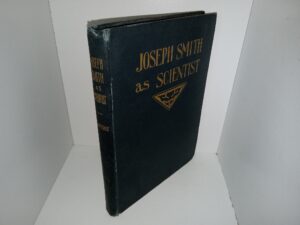 JOSEPH SMITH
as SCIENTIST
JOSEPH
SMITH
AS
SCIENTIST